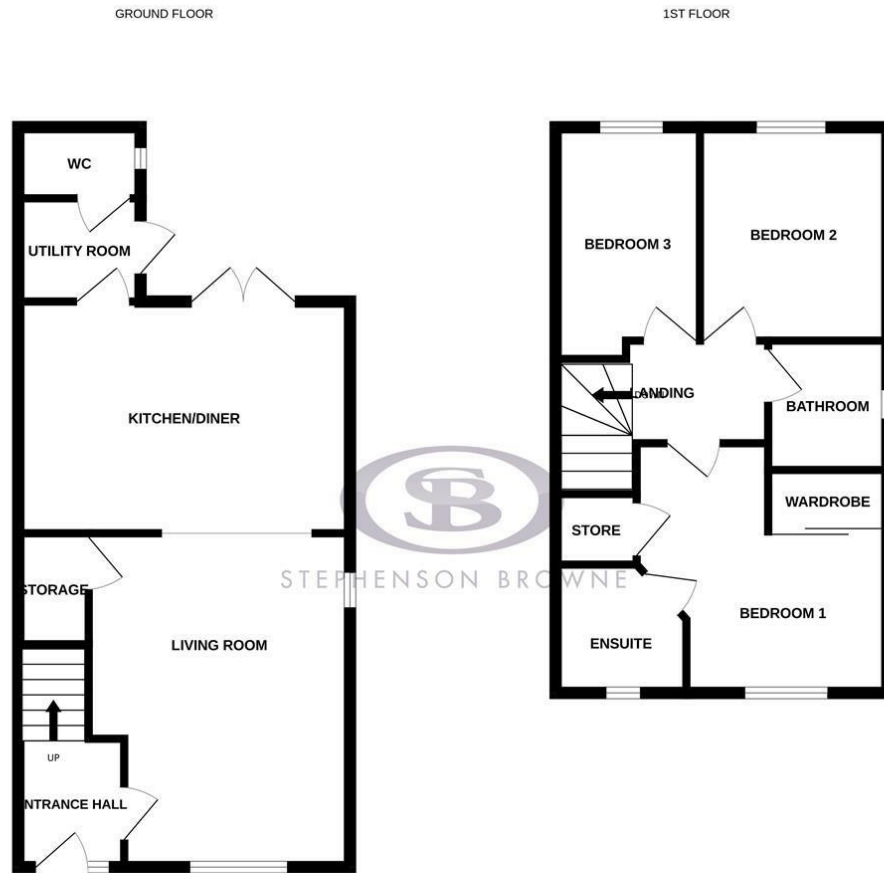 GROUND FLOOR
1ST FLOOR
WC
UTILITY ROOM
KITCHEN/DINER
STORAGE
LIVING ROOM
UP
ENTRANCE HALL
BEDROOM 3
BEDROOM 2
LANDING
BATHROOM
WARDROBE
STORE
BEDROOM 1
ENSUITE
SB
STEPHENSON BROWNE